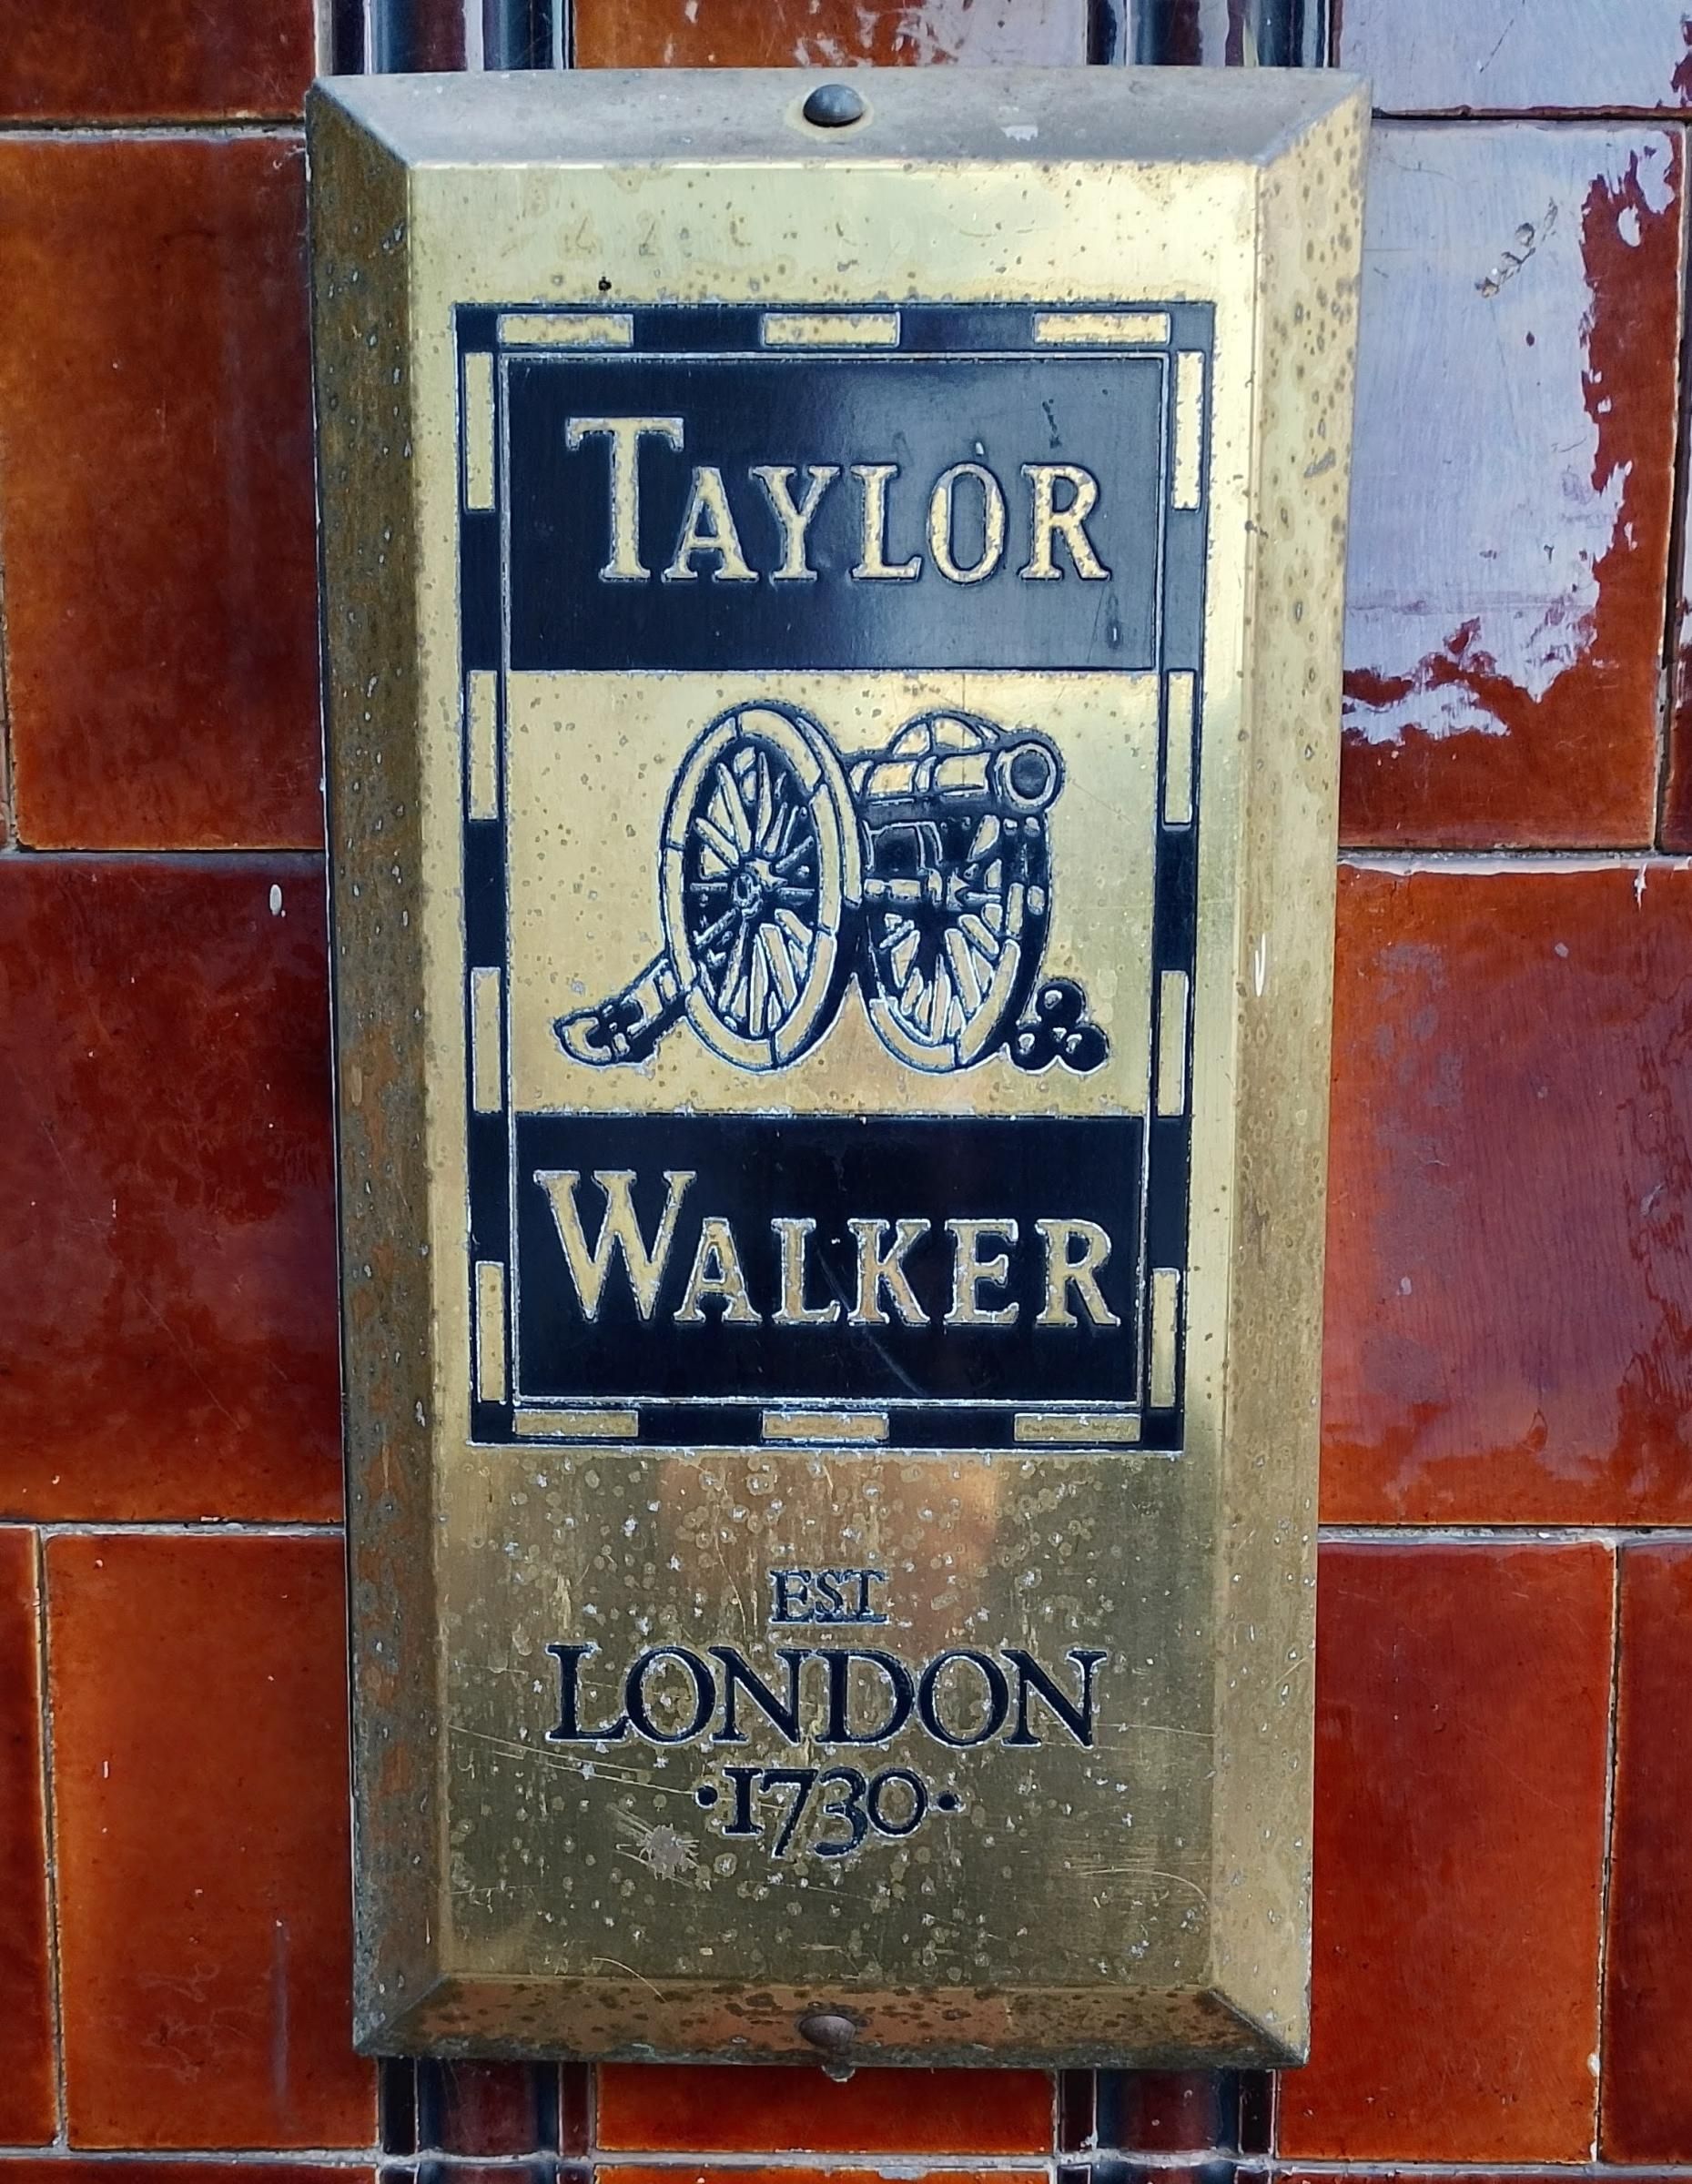 TAYLOR
WALKER
EST
LONDON
·1730·